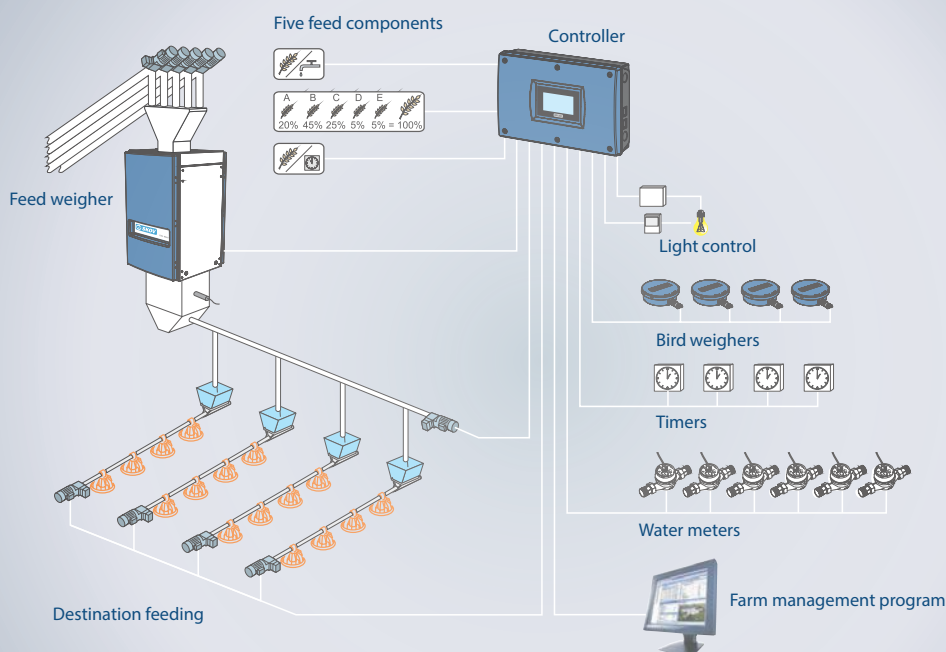 Five feed components
Controller
A B C D E
20% 45% 25% 5% 5% = 100%
Feed weigher
SKOV
Light control
Bird weighers
Timers
Water meters
Destination feeding
Farm management program